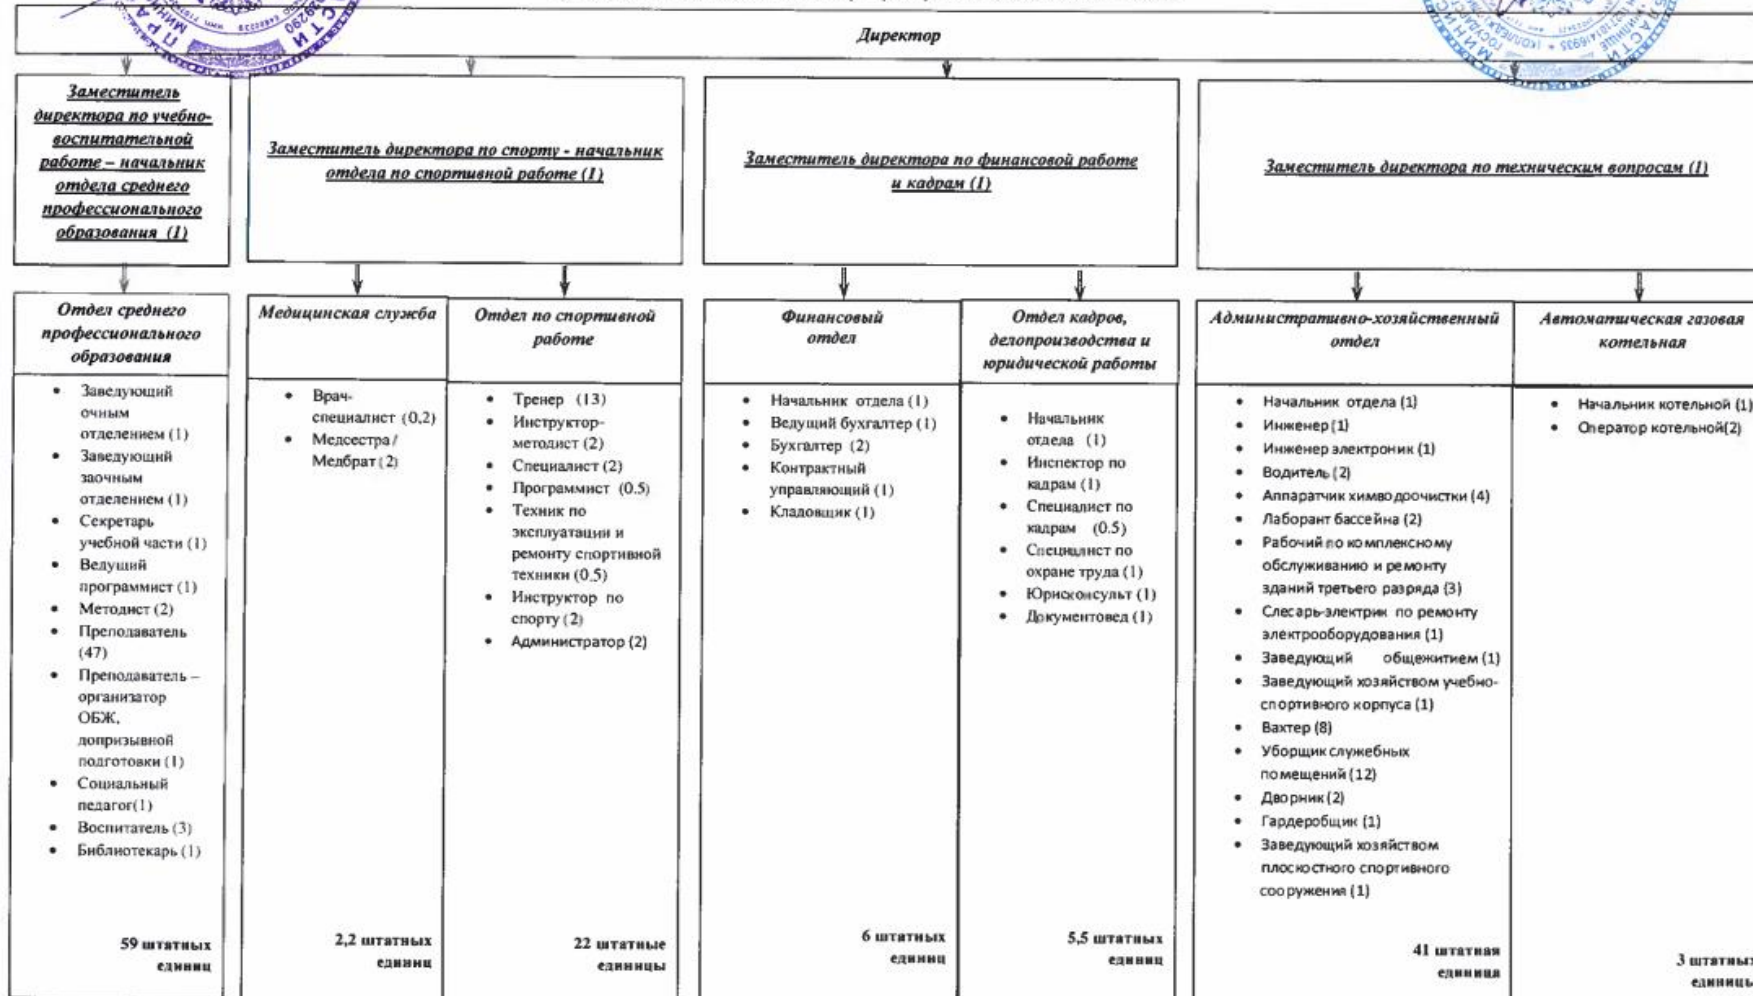 Директор
Заместитель
директора по учебно-
воспитательной
работе – начальник
отдела среднего
профессионального
образования (1)
Заместитель директора по спорту - начальник
отдела по спортивной работе (1)
Заместитель директора по финансовой работе
и кадрам (1)
Заместитель директора по техническим вопросам (1)
Отдел среднего
профессионального
образования
• Заведующий
очным
отделением (1)
• Заведующий
заочным
отделением (1)
• Секретарь
учебной части (1)
• Ведущий
программист (1)
• Методист (2)
• Преподаватель
(47)
• Преподаватель –
организатор
ОБЖ,
допризывной
подготовки (1)
• Социальный
педагог(1)
• Воспитатель (3)
• Библиотекарь (1)
59 штатных
единиц
Медицинская служба
• Врач-
специалист (0,2)
• Медсестра/
Медбрат (2)
2,2 штатных
единиц
Отдел по спортивной
работе
• Тренер (13)
• Инструктор-
методист (2)
• Специалист (2)
• Программист (0.5)
• Техник по
эксплуатации и
ремонту спортивной
техники (0.5)
• Инструктор по
спорту (2)
• Администратор (2)
22 штатные
единицы
Финансовый
отдел
• Начальник отдела (1)
• Ведущий бухгалтер (1)
• Бухгалтер (2)
• Контрактный
управляющий (1)
• Кладовщик (1)
6 штатных
единиц
Отдел кадров,
делопроизводства и
юридической работы
• Начальник
отдела (1)
• Инспектор по
кадрам (1)
• Специалист по
кадрам (0.5)
• Специалист по
охране труда (1)
• Юрисконсульт (1)
• Документовед (1)
5,5 штатных
единиц
Административно-хозяйственный
отдел
• Начальник отдела (1)
• Инженер (1)
• Инженер электроник (1)
• Водитель (2)
• Аппаратчик химводоочистки (4)
• Лаборант бассейна (2)
• Рабочий по комплексному
обслуживанию и ремонту
зданий третьего разряда (3)
• Слесарь-электрик по ремонту
электрооборудования (1)
• Заведующий общежитием (1)
• Заведующий хозяйством учебно-
спортивного корпуса (1)
• Вахтер (8)
• Уборщик служебных
помещений (12)
• Дворник (2)
• Гардеробщик (1)
• Заведующий хозяйством
плоскостного спортивного
сооружения (1)
41 штатная
единица
Автоматическая газовая
котельная
• Начальник котельной (1)
• Оператор котельной(2)
3 штатных
единицы